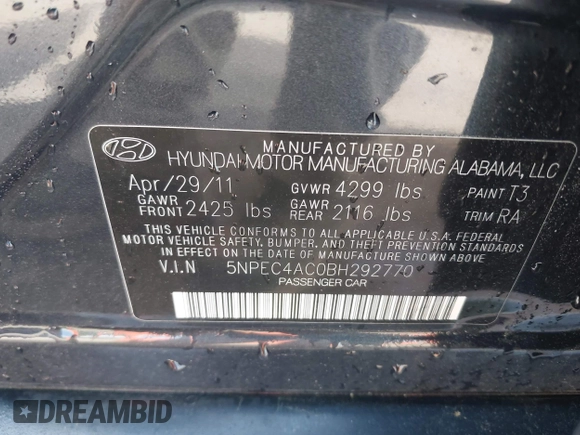 MANUFACTURED BY
HYUNDAI MOTOR MANUFACTURING ALABAMA, LLC
Apr/29/11 GVWR 4299 lbs PAINT T3
GAWR FRONT 2425 lbs GAWR REAR 2116 lbs TRIM RA
THIS VEHICLE CONFORMS TO ALL APPLICABLE U.S.A. FEDERAL
MOTOR VEHICLE SAFETY, BUMPER, AND THEFT PREVENTION STANDARDS
IN EFFECT ON THE DATE OF MANUFACTURE SHOWN ABOVE.
V.I.N 5NPEC4AC0BH292770 5
PASSENGER CAR
DREAMBID